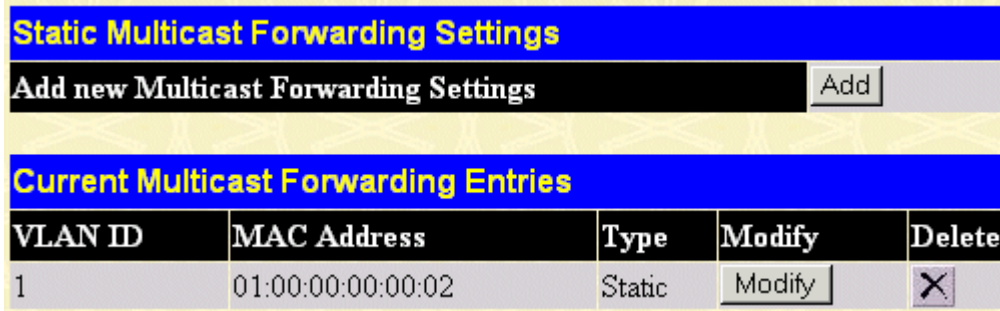 Static Multicast Forwarding Settings
Add new Multicast Forwarding Settings Add
Current Multicast Forwarding Entries
VLAN ID MAC Address Type Modify Delete
1 01:00:00:00:00:02 Static Modify